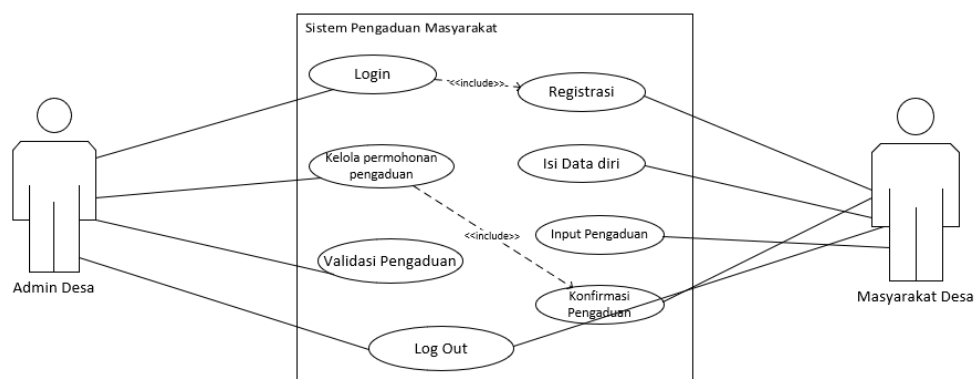 Sistem Pengaduan Masyarakat
Login
<<include>>
Registrasi
Kelola permohonan
pengaduan
Isi Data diri
<<include>>
Input Pengaduan
Validasi Pengaduan
Konfirmasi
Pengaduan
Log Out
Admin Desa
Masyarakat Desa